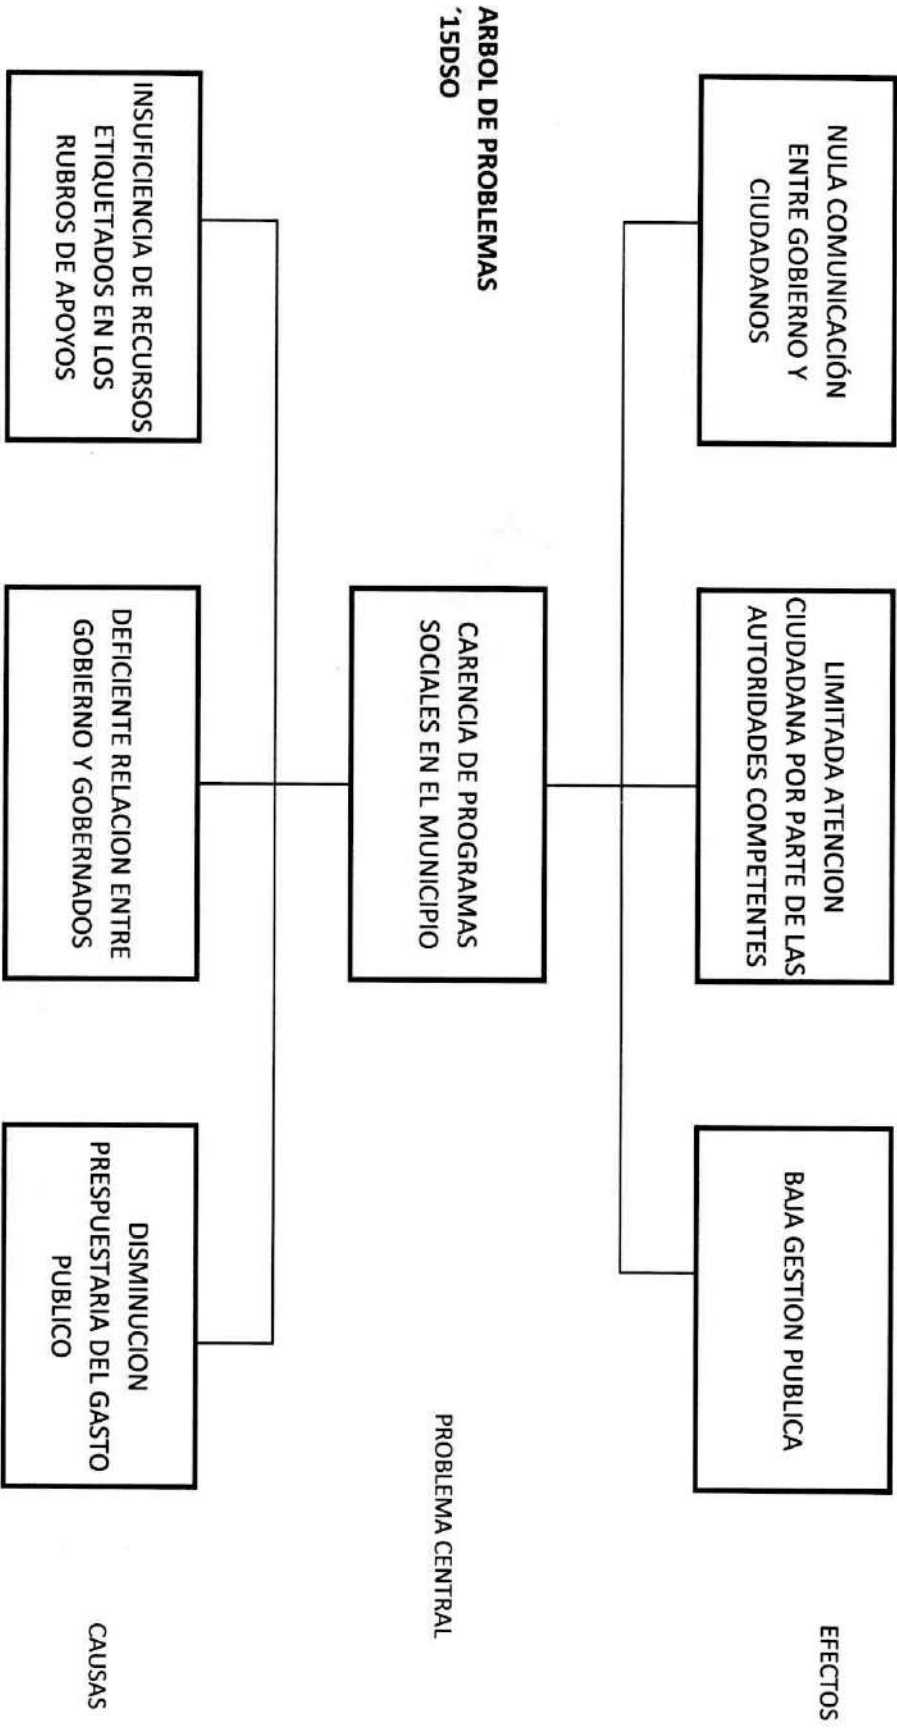 ARBOL DE PROBLEMAS
´15DSO
NULA COMUNICACIÓN
ENTRE GOBIERNO Y
CIUDADANOS
LIMITADA ATENCION
CIUDADANA POR PARTE DE LAS
AUTORIDADES COMPETENTES
BAJA GESTION PUBLICA
EFECTOS
CARENCIA DE PROGRAMAS
SOCIALES EN EL MUNICIPIO
PROBLEMA CENTRAL
INSUFICIENCIA DE RECURSOS
ETIQUETADOS EN LOS
RUBROS DE APOYOS
DEFICIENTE RELACION ENTRE
GOBIERNO Y GOBERNADOS
DISMINUCION
PRESPUESTARIA DEL GASTO
PUBLICO
CAUSAS